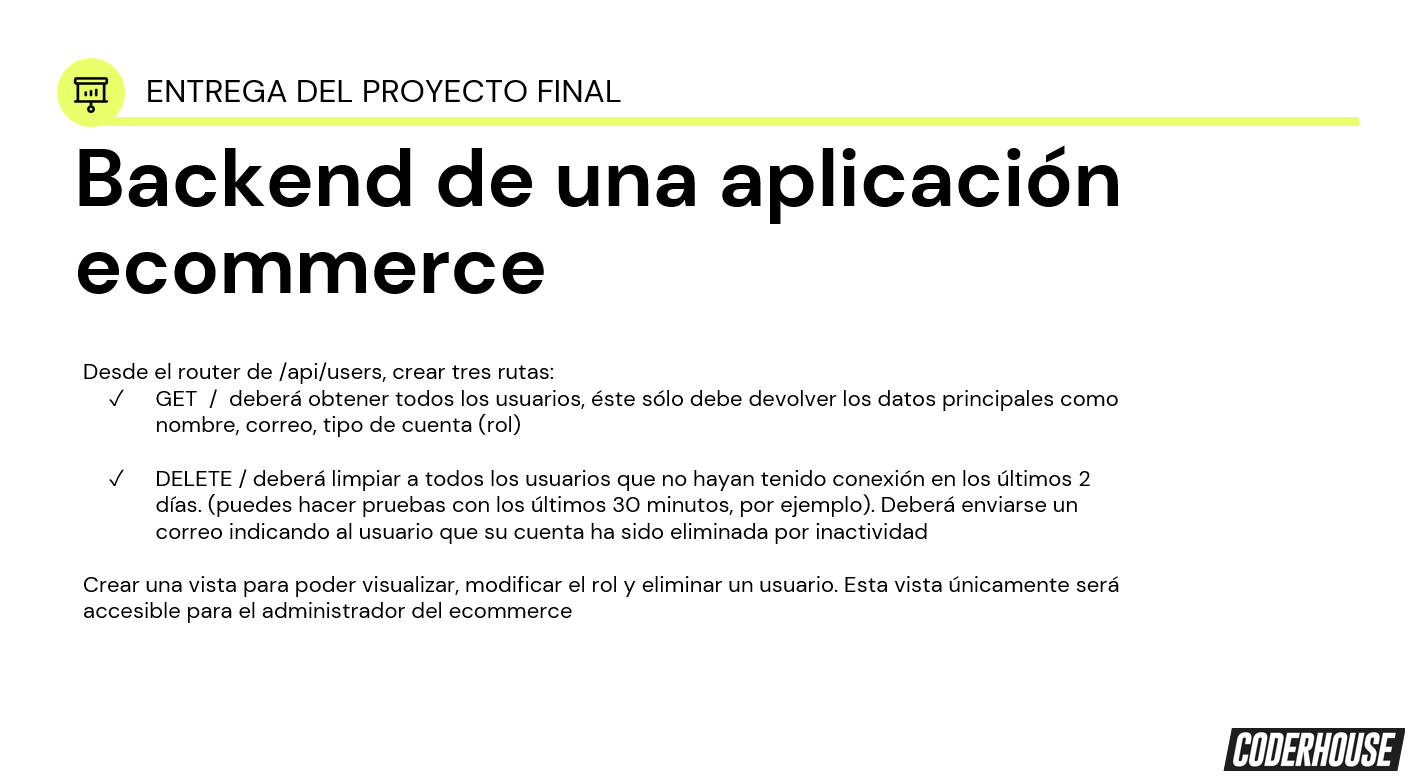 ENTREGA DEL PROYECTO FINAL
Backend de una aplicación
ecommerce
Desde el router de /api/users, crear tres rutas:
✓ GET / deberá obtener todos los usuarios, éste sólo debe devolver los datos principales como
nombre, correo, tipo de cuenta (rol)
✓ DELETE / deberá limpiar a todos los usuarios que no hayan tenido conexión en los últimos 2
días. (puedes hacer pruebas con los últimos 30 minutos, por ejemplo). Deberá enviarse un
correo indicando al usuario que su cuenta ha sido eliminada por inactividad
Crear una vista para poder visualizar, modificar el rol y eliminar un usuario. Esta vista únicamente será
accesible para el administrador del ecommerce
CODERHOUSE